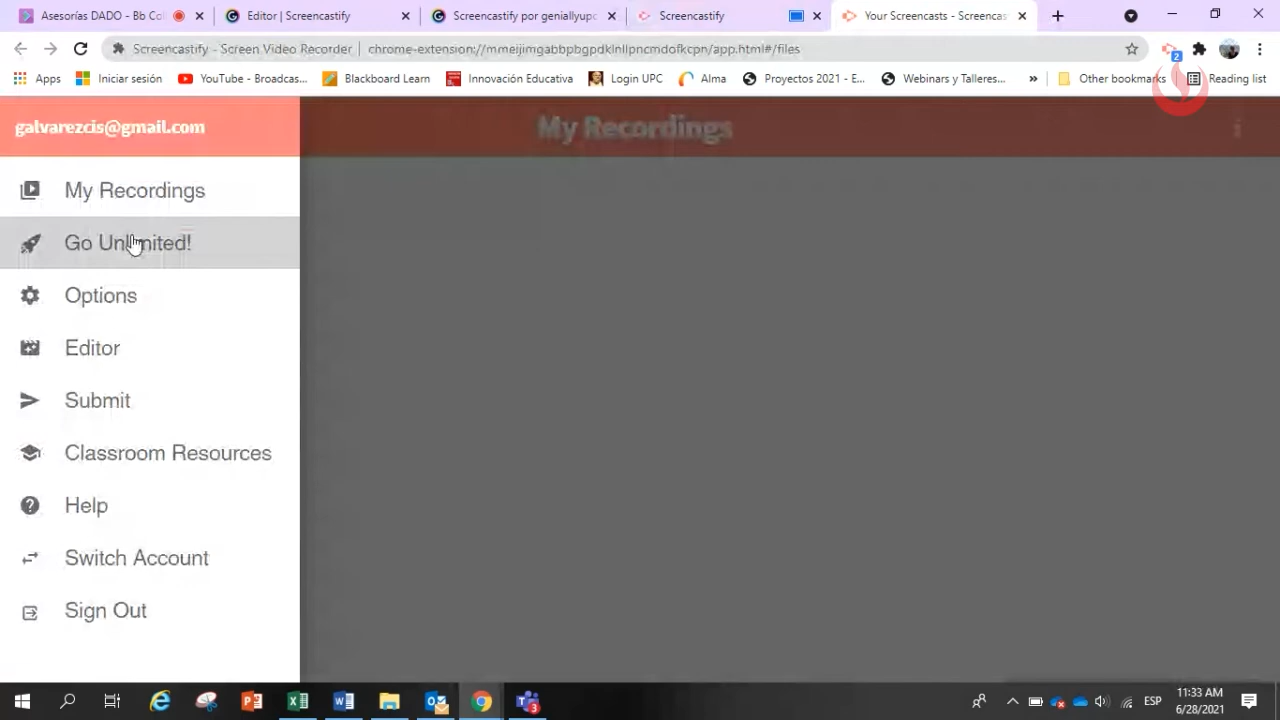 Asesorías DADO - Bb Col
Editor | Screencastify
Screencastify por geniallyupc
Screencastify
Your Screencasts - Screencas
Screencastify - Screen Video Recorder
chrome-extension://mmeijimgabbpbgpdklnllpncmdofkcpn/app.html#/files
2
Apps
Iniciar sesión
YouTube - Broadcas...
Blackboard Learn
Innovación Educativa
Login UPC
Alma
Proyectos 2021 - E...
Webinars y Talleres...
»
Other bookmarks
Reading list
galvarezcis@gmail.com
My Recordings
My Recordings
Go Unlimited!
Options
Editor
Submit
Classroom Resources
Help
Switch Account
Sign Out
3
ESP
11:33 AM
6/28/2021